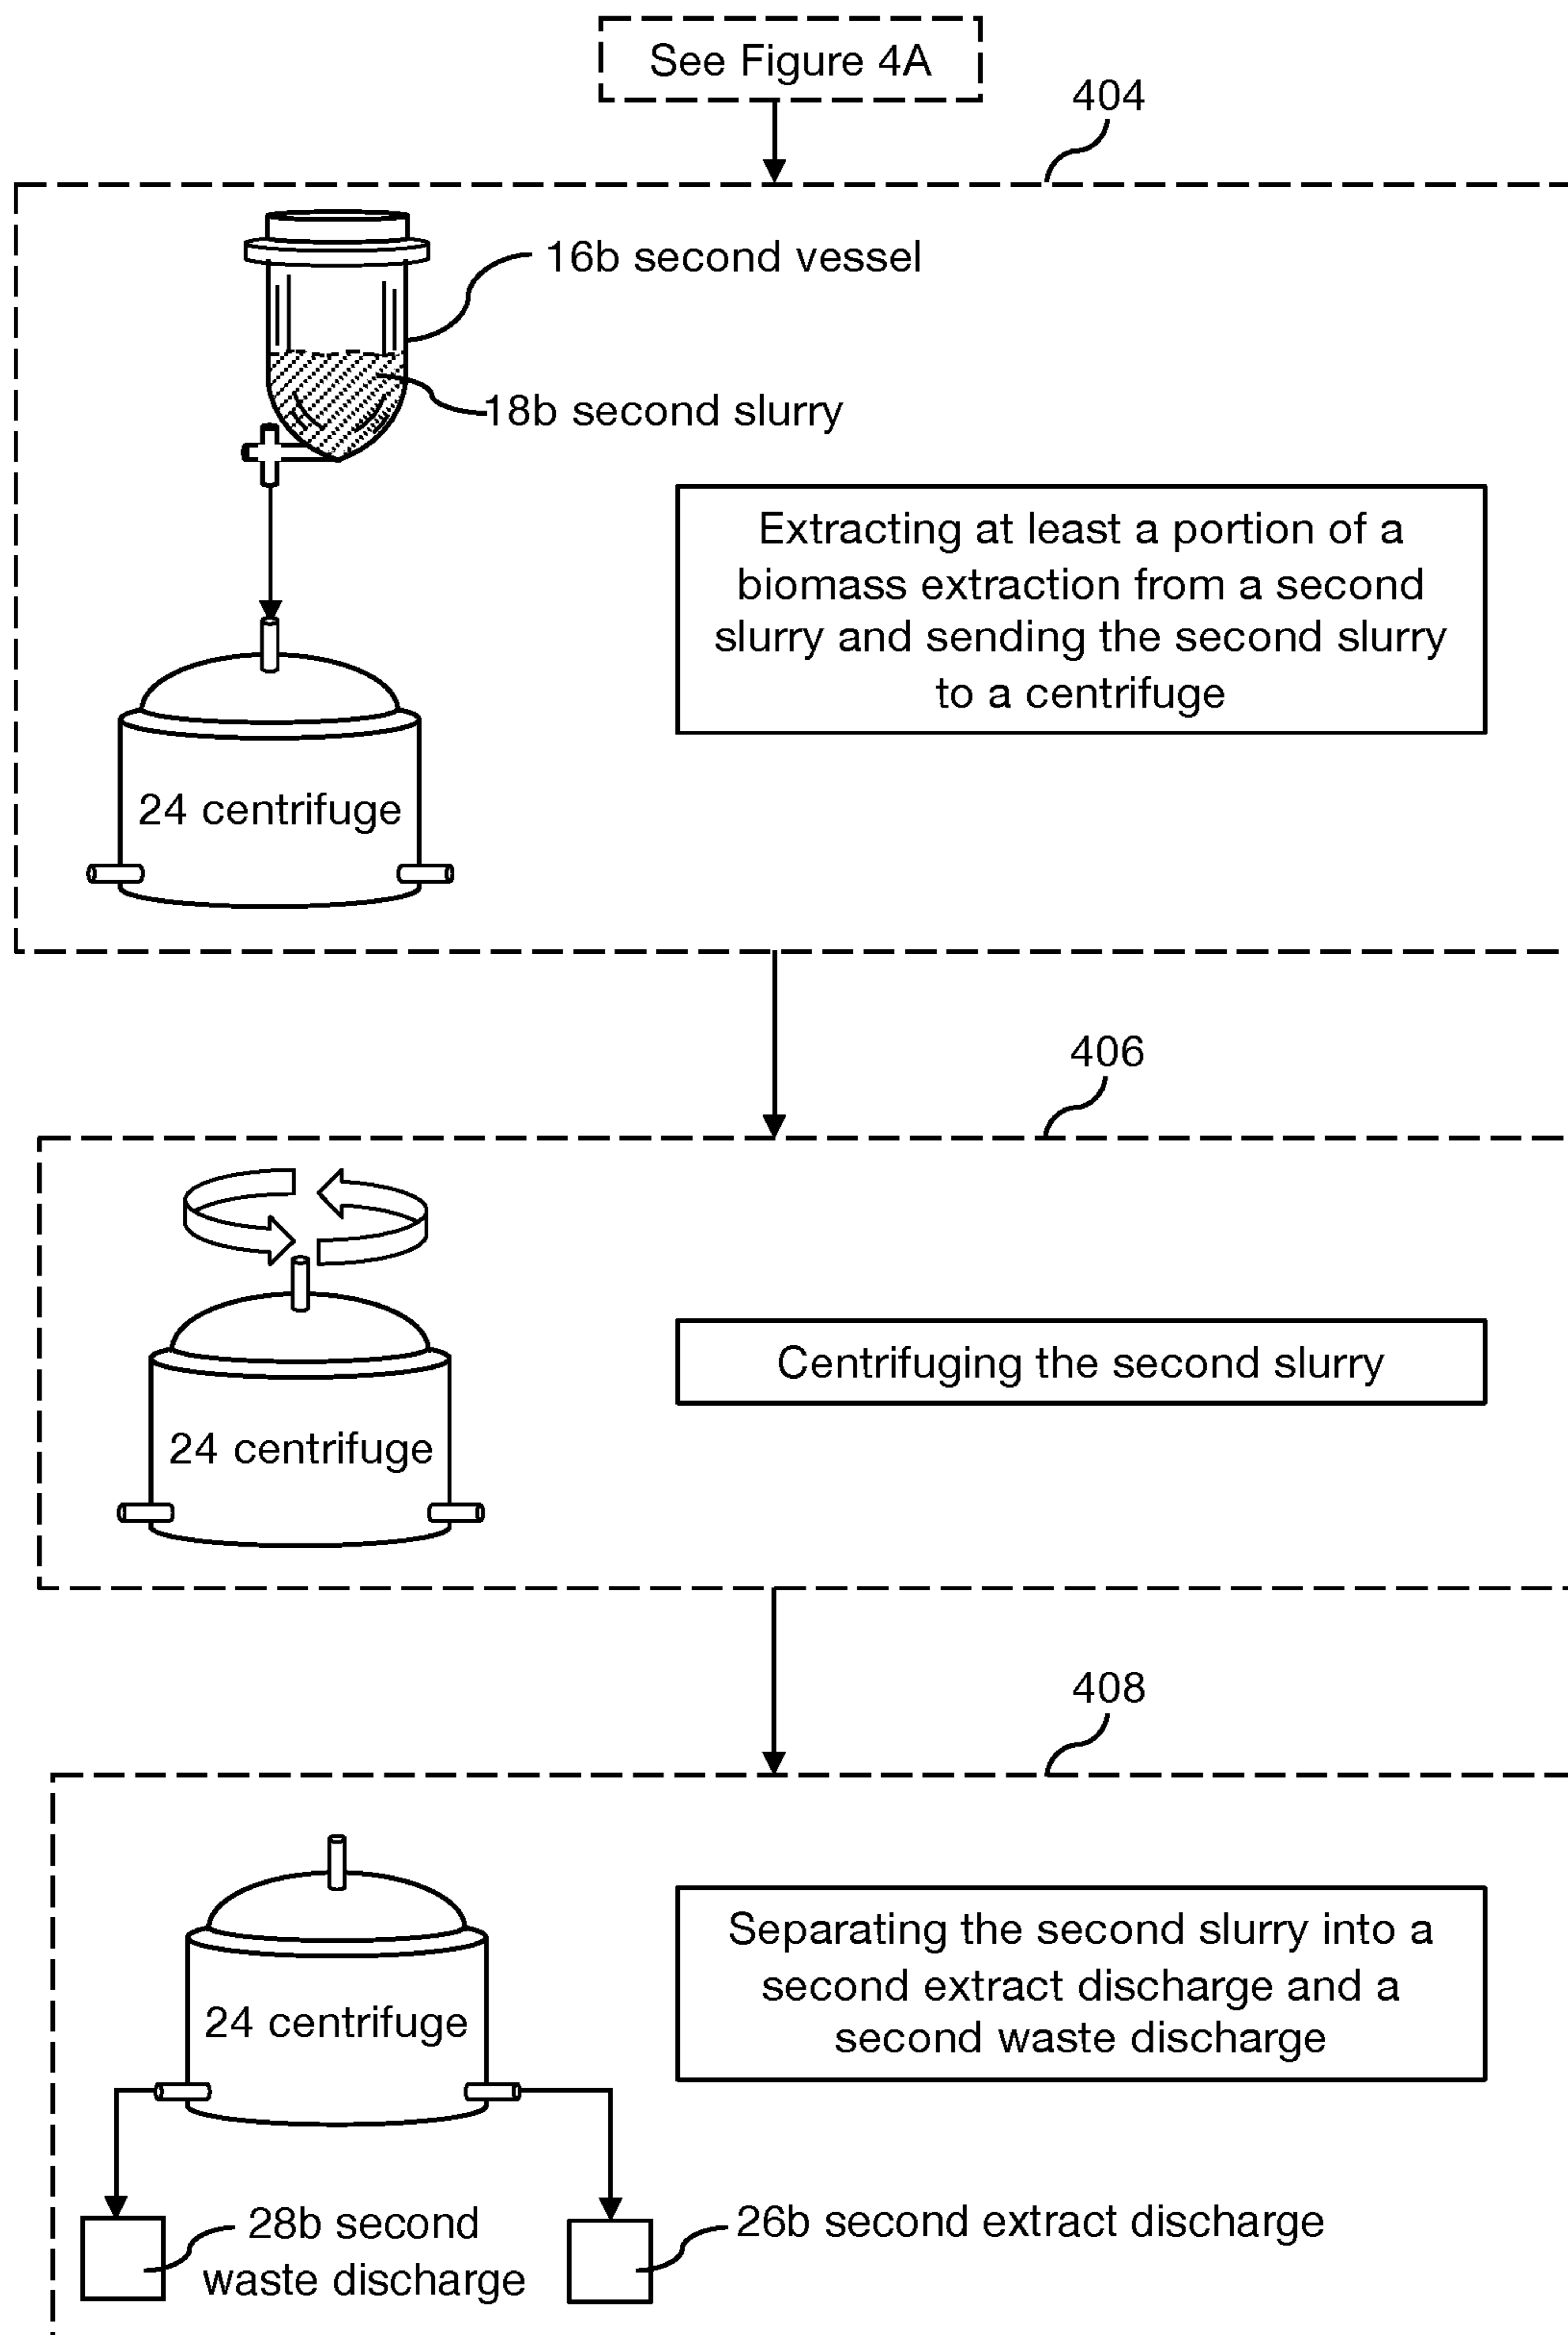 See Figure 4A
404
16b second vessel
18b second slurry
Extracting at least a portion of a
biomass extraction from a second
slurry and sending the second slurry
to a centrifuge
24 centrifuge
406
Centrifuging the second slurry
24 centrifuge
408
Separating the second slurry into a
second extract discharge and a
second waste discharge
24 centrifuge
28b second
waste discharge
26b second extract discharge